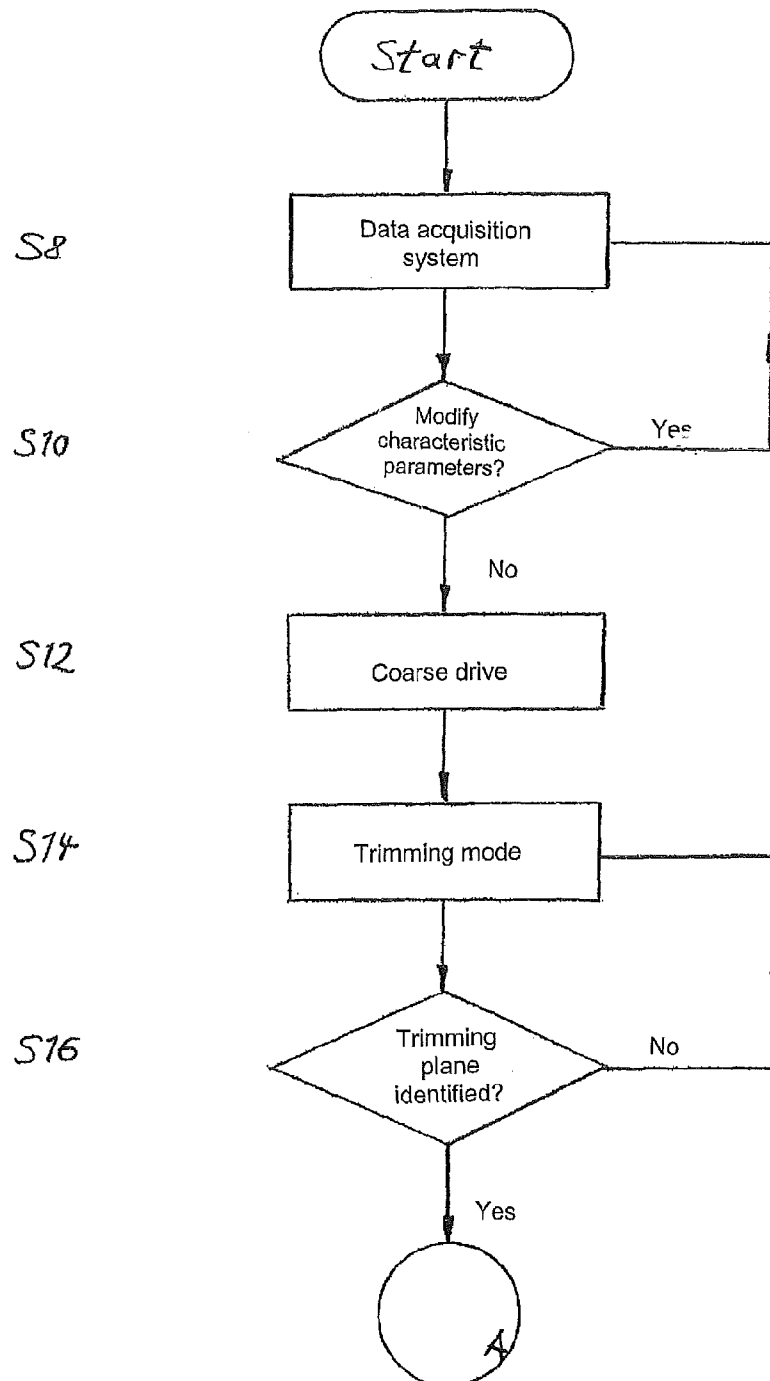 Start
S8
Data acquisition
system
S10
Modify
characteristic
parameters?
Yes
No
S12
Coarse drive
S14
Trimming mode
S16
Trimming
plane
identified?
No
Yes
A